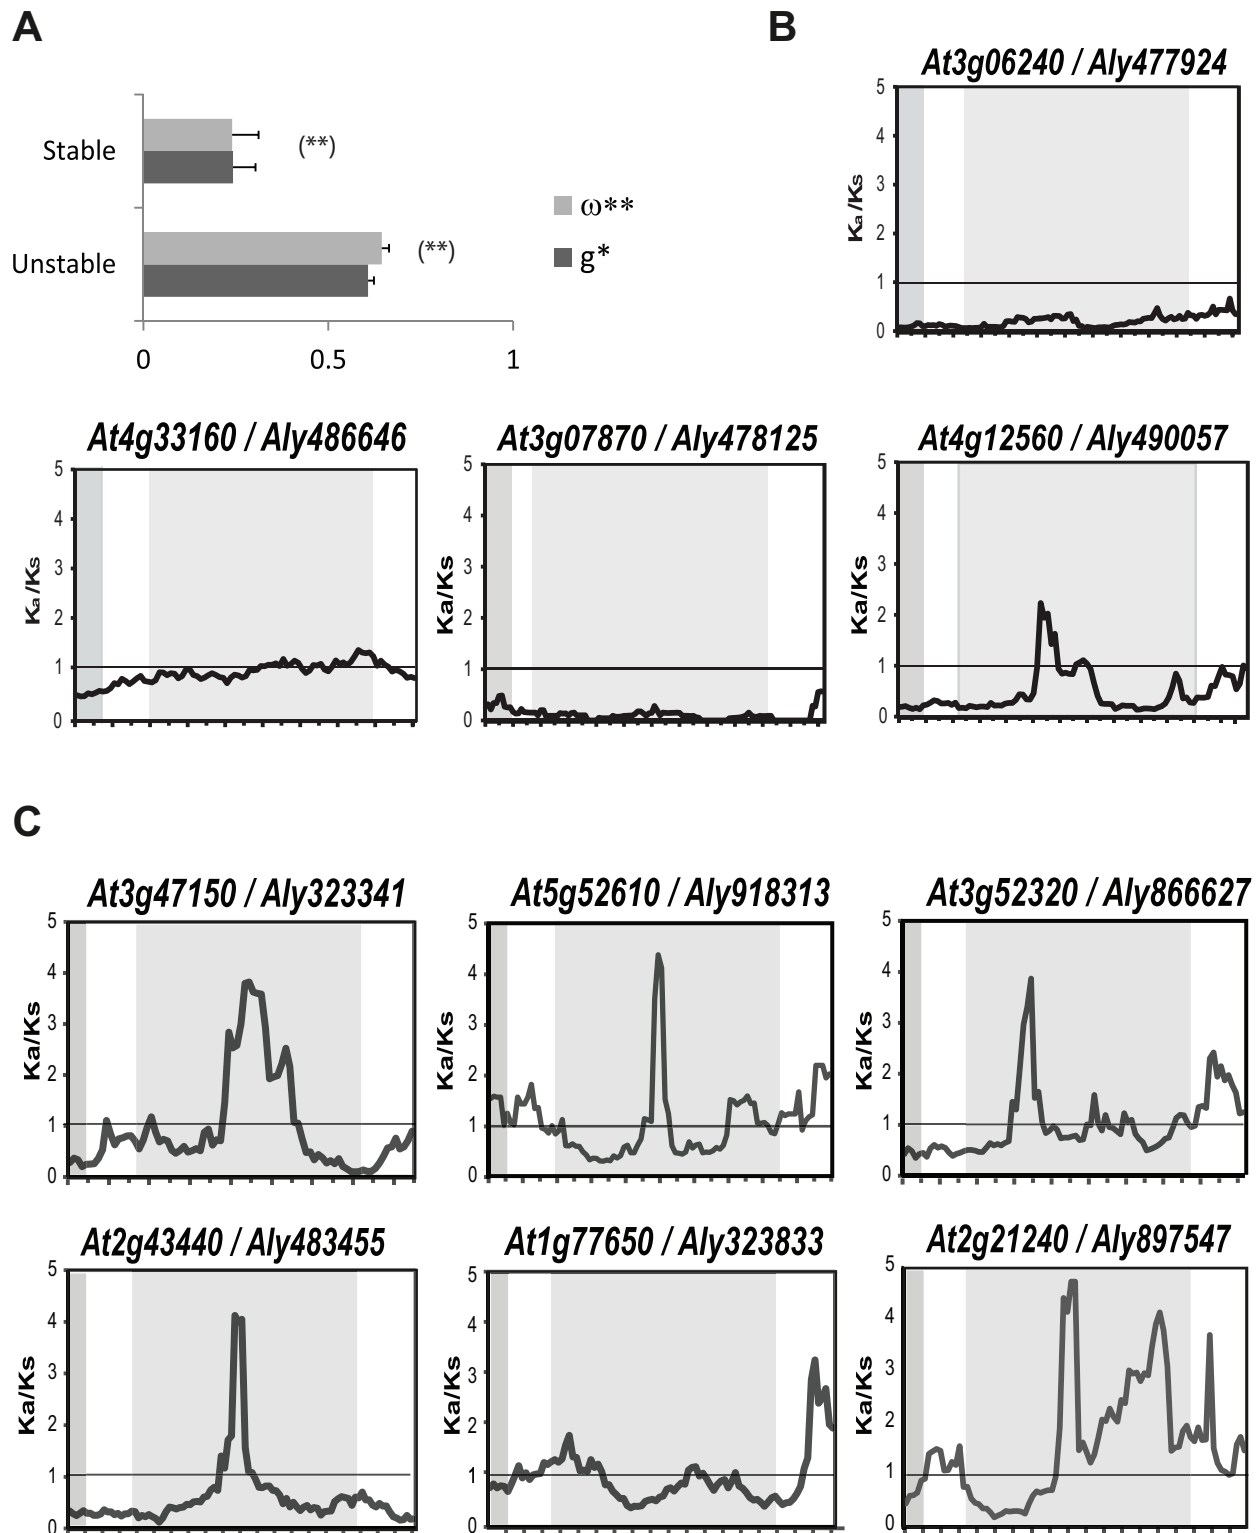 A
Stable
(**)
Unstable
(**)
0
0.5
1
ω**
g*
B
At3g06240 / Aly477924
5
4
3
2
1
0
Ka/Ks
At4g33160 / Aly486646
5
4
3
2
1
0
Ka/Ks
At3g07870 / Aly478125
5
4
3
2
1
0
Ka/Ks
At4g12560 / Aly490057
5
4
3
2
1
0
Ka/Ks
C
At3g47150 / Aly323341
5
4
3
2
1
0
Ka/Ks
At5g52610 / Aly918313
5
4
3
2
1
0
Ka/Ks
At3g52320 / Aly866627
5
4
3
2
1
0
Ka/Ks
At2g43440 / Aly483455
5
4
3
2
1
0
Ka/Ks
At1g77650 / Aly323833
5
4
3
2
1
0
Ka/Ks
At2g21240 / Aly897547
5
4
3
2
1
0
Ka/Ks